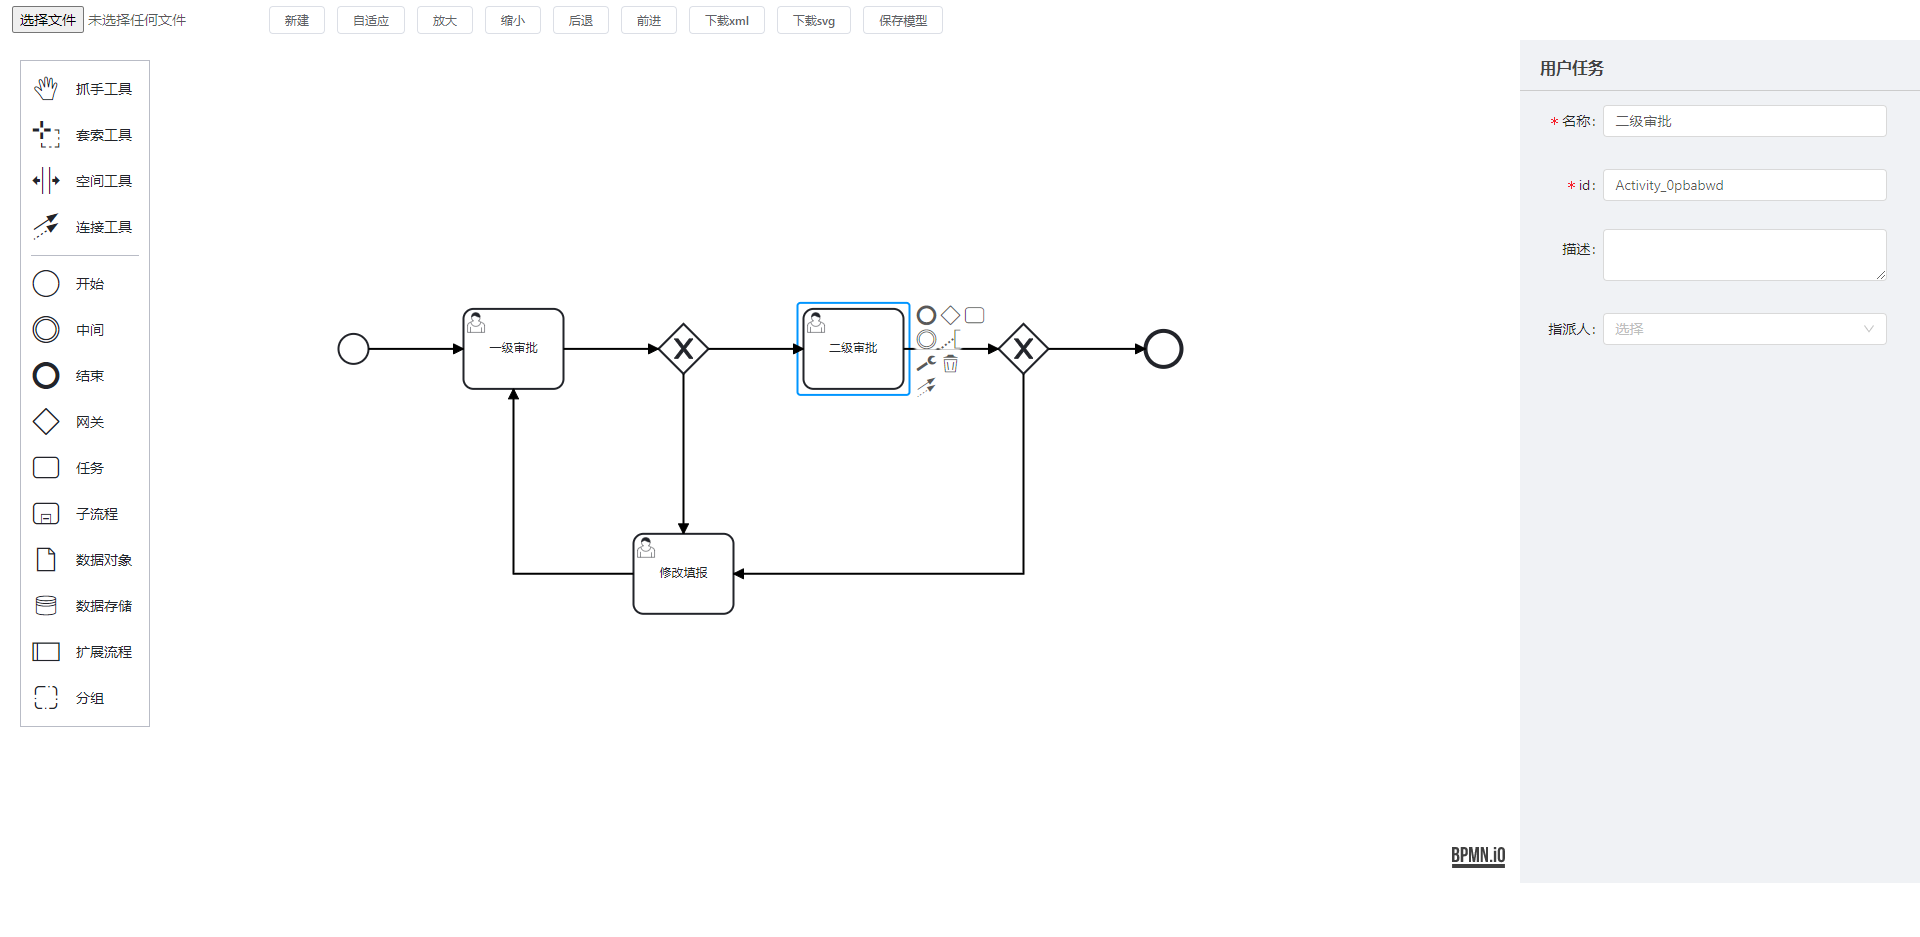 选择文件 未选择任何文件 新建 自适应 放大 缩小 后退 前进 下载xml 下载svg 保存模型
抓手工具
套索工具
空间工具
连接工具
开始
中间
结束
网关
任务
子流程
数据对象
数据存储
扩展流程
分组
一级审批
二级审批
修改填报
BPMN.iO
用户任务
* 名称: 二级审批
* id: Activity_0pbabwd
描述:
指派人: 选择